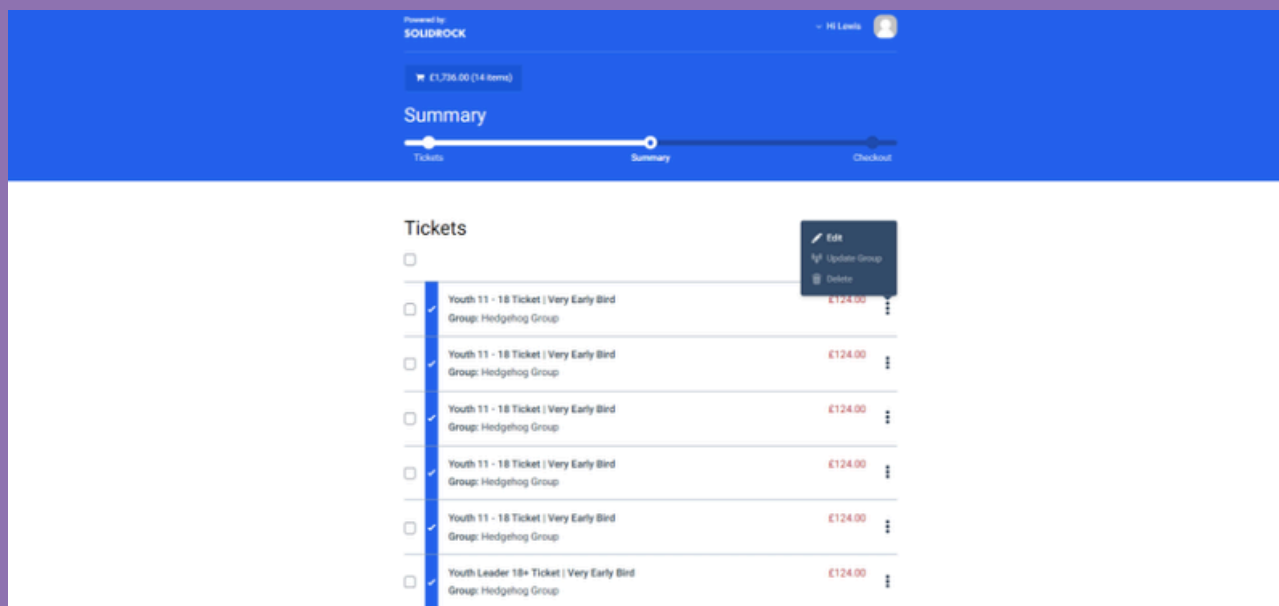 Powered by:
SOLIDROCK
Hi Lewis
£1,736.00 (14 items)
Summary
Tickets
Summary
Checkout
Tickets
Edit
Update Group
Delete
Youth 11 - 18 Ticket | Very Early Bird
£124.00
Group: Hedgehog Group
Youth 11 - 18 Ticket | Very Early Bird
£124.00
Group: Hedgehog Group
Youth 11 - 18 Ticket | Very Early Bird
£124.00
Group: Hedgehog Group
Youth 11 - 18 Ticket | Very Early Bird
£124.00
Group: Hedgehog Group
Youth 11 - 18 Ticket | Very Early Bird
£124.00
Group: Hedgehog Group
Youth Leader 18+ Ticket | Very Early Bird
£124.00
Group: Hedgehog Group